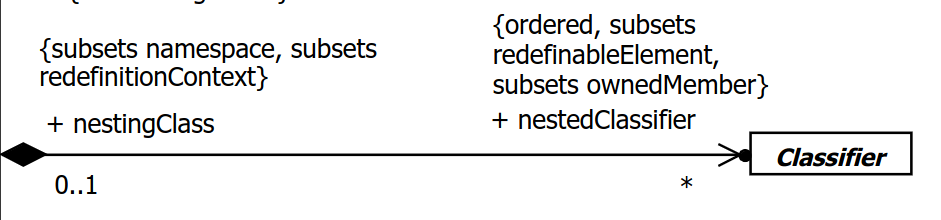 {subsets namespace, subsets
redefinitionContext}
+ nestingClass
0..1
{ordered, subsets
redefinableElement,
subsets ownedMember}
+ nestedClassifier
*
Classifier